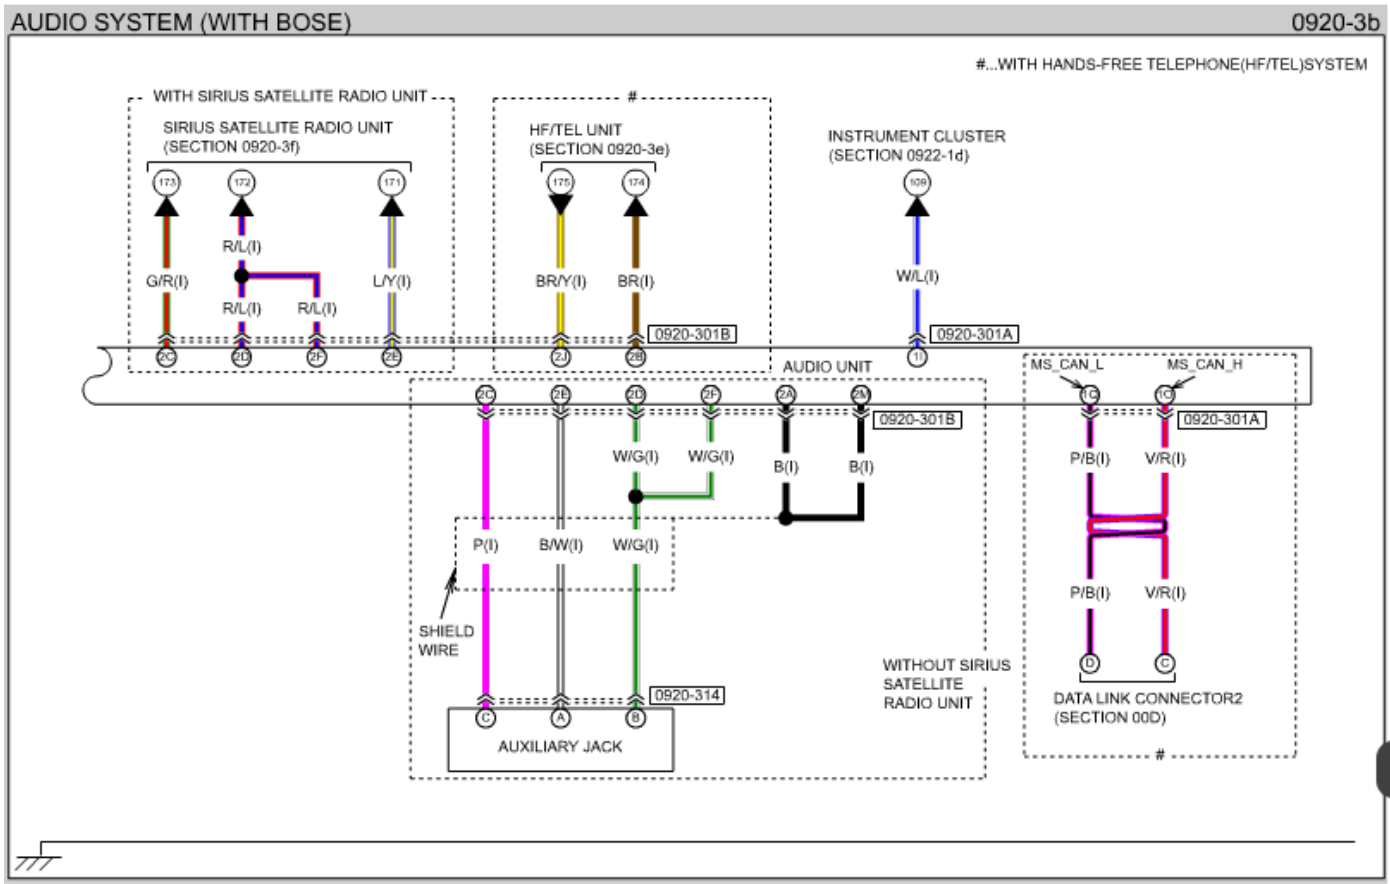 AUDIO SYSTEM (WITH BOSE)
0920-3b
#...WITH HANDS-FREE TELEPHONE(HF/TEL)SYSTEM
WITH SIRIUS SATELLITE RADIO UNIT
#
SIRIUS SATELLITE RADIO UNIT
(SECTION 0920-3f)
HF/TEL UNIT
(SECTION 0920-3e)
INSTRUMENT CLUSTER
(SECTION 0922-1d)
173
172
171
175
174
109
R/L(I)
G/R(I)
L/Y(I)
BR/Y(I)
BR(I)
W/L(I)
R/L(I)
R/L(I)
0920-301B
0920-301A
2C
2D
2F
2E
2J
2B
1I
AUDIO UNIT
MS_CAN_L
MS_CAN_H
2C
2E
2D
2F
2A
2M
0920-301B
0920-301A
W/G(I)
W/G(I)
B(I)
B(I)
P/B(I)
V/R(I)
P(I)
B/W(I)
W/G(I)
P/B(I)
V/R(I)
SHIELD
WIRE
D
C
WITHOUT SIRIUS
SATELLITE
RADIO UNIT
0920-314
DATA LINK CONNECTOR2
(SECTION 00D)
C
A
B
AUXILIARY JACK
#